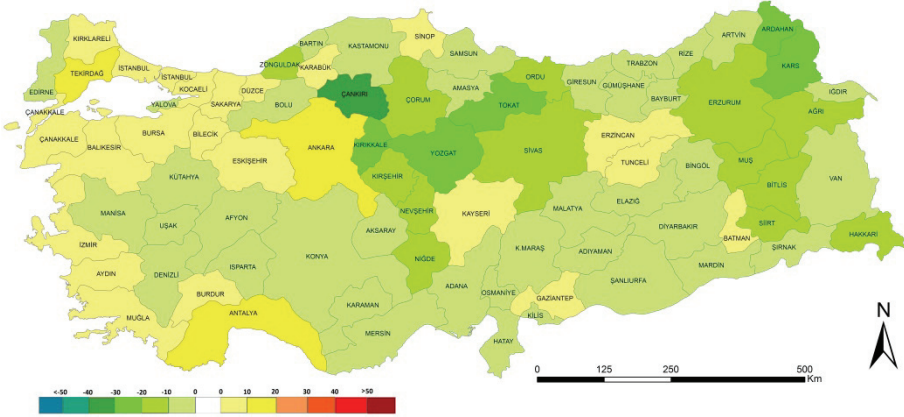 KIRKLARELİ
TEKİRDAĞ
EDİRNE
İSTANBUL
İSTANBUL
KOCAELİ
YALOVA
SAKARYA
DÜZCE
ZONGULDAK
BARTIN
KARABÜK
KASTAMONU
SİNOP
SAMSUN
ORDU
GİRESUN
TRABZON
RİZE
ARTVİN
ARDAHAN
KARS
IĞDIR
AĞRI
ÇANAKKALE
ÇANAKKALE
BALIKESİR
BURSA
BİLECİK
BOLU
ÇANKIRI
ÇORUM
AMASYA
TOKAT
GÜMÜŞHANE
BAYBURT
ERZURUM
ERZİNCAN
TUNCELİ
ESKİŞEHİR
ANKARA
KIRIKKALE
YOZGAT
SİVAS
KIRŞEHİR
KÜTAHYA
MANİSA
UŞAK
AFYON
NEVŞEHİR
KAYSERİ
AKSARAY
NİĞDE
MALATYA
ELAZIĞ
BİNGÖL
MUŞ
BİTLİS
VAN
SİİRT
BATMAN
DİYARBAKIR
HAKKARİ
ŞIRNAK
MARDİN
ŞANLIURFA
ADIYAMAN
K.MARAŞ
GAZİANTEP
KİLİS
OSMANİYE
HATAY
ADANA
MERSİN
KARAMAN
KONYA
ISPARTA
BURDUR
ANTALYA
DENİZLİ
MUĞLA
AYDIN
İZMİR
N
0 125 250 500
Km
<-50 -40 -30 -20 -10 0 0 10 20 30 40 >50